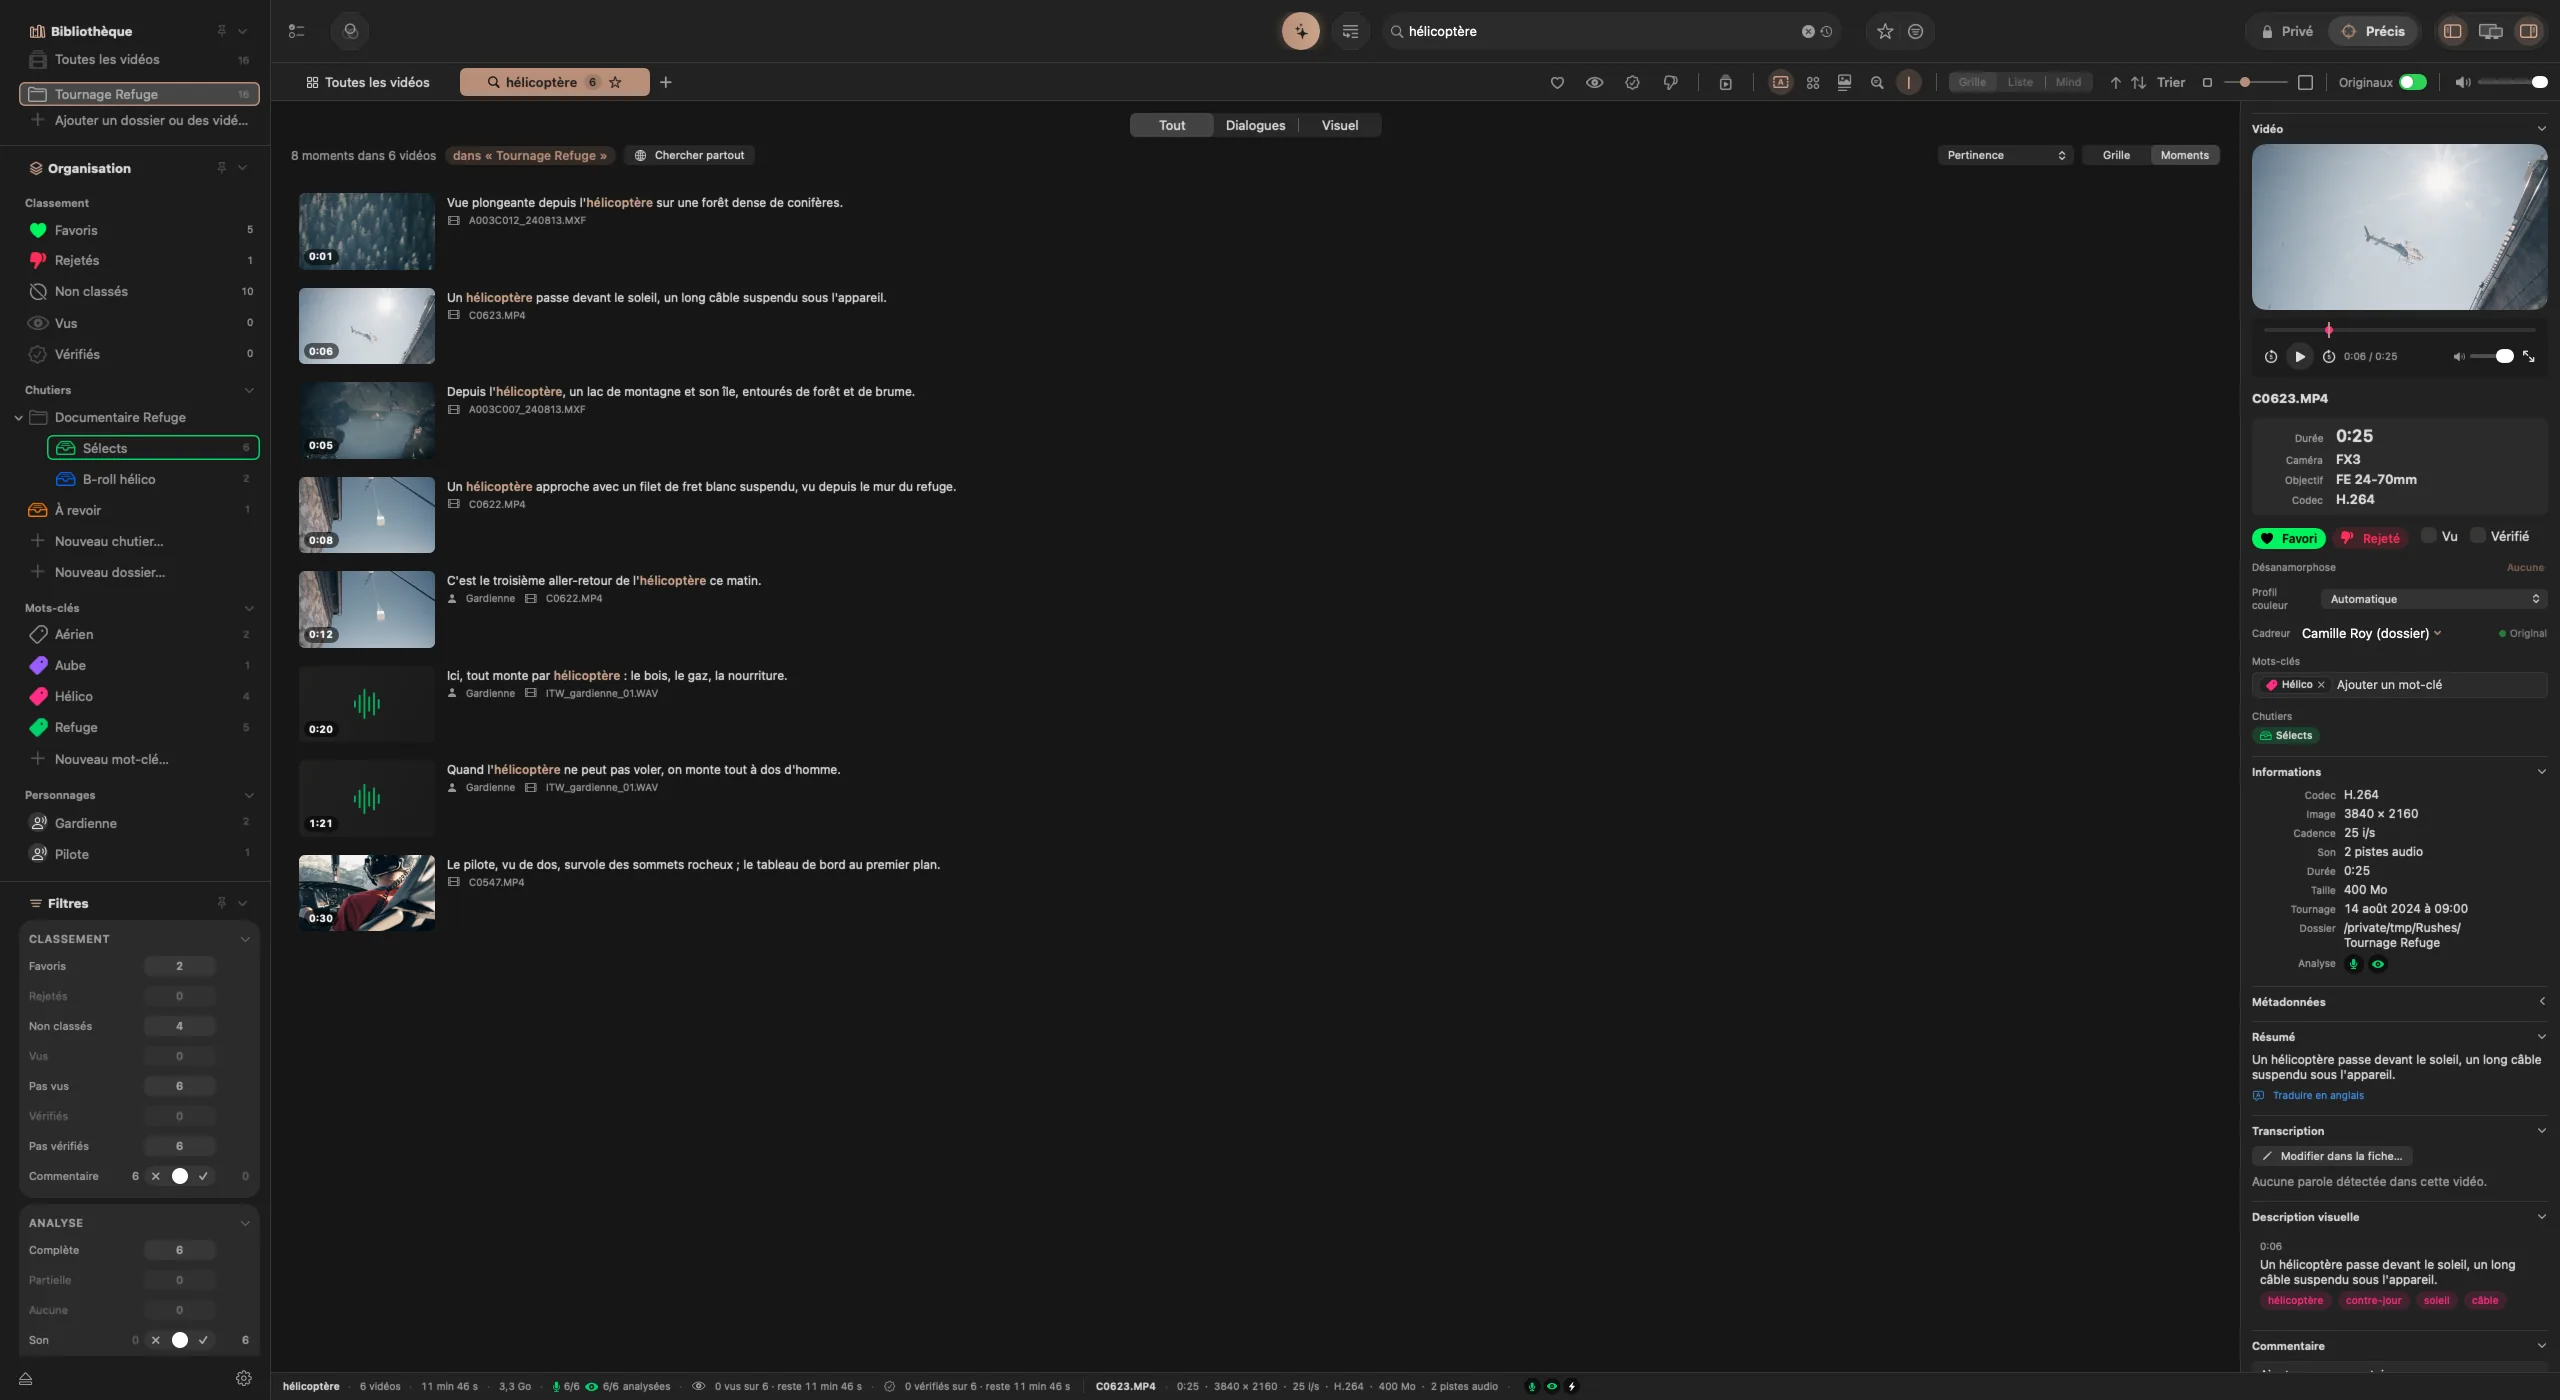 Bibliothèque
Toutes les vidéos 16
Tournage Refuge 16
Ajouter un dossier ou des vidé...
Organisation
Classement
Favoris 5
Rejetés 1
Non classés 10
Vus 0
Vérifiés 0
Chutiers
Documentaire Refuge
Sélects 6
B-roll hélico 2
À revoir 1
Nouveau chutier...
Nouveau dossier...
Mots-clés
Aérien 2
Aube 1
Hélico 4
Refuge 5
Nouveau mot-clé...
Personnages
Gardienne 2
Pilote 1
Filtres
CLASSEMENT
Favoris 2
Rejetés 0
Non classés 4
Vus 0
Pas vus 6
Vérifiés 0
Pas vérifiés 6
Commentaire 6 0
ANALYSE
Complète 6
Partielle 0
Aucune 0
Son 0 6
hélicoptère
Privé Précis
Toutes les vidéos hélicoptère 6
Grille Liste Mind Trier Originaux
Tout Dialogues Visuel
8 moments dans 6 vidéos dans « Tournage Refuge » Chercher partout
Pertinence Grille Moments
0:01
Vue plongeante depuis l'hélicoptère sur une forêt dense de conifères.
A003C012_240813.MXF
0:06
Un hélicoptère passe devant le soleil, un long câble suspendu sous l'appareil.
C0623.MP4
0:05
Depuis l'hélicoptère, un lac de montagne et son île, entourés de forêt et de brume.
A003C007_240813.MXF
0:08
Un hélicoptère approche avec un filet de fret blanc suspendu, vu depuis le mur du refuge.
C0622.MP4
0:12
C'est le troisième aller-retour de l'hélicoptère ce matin.
Gardienne C0622.MP4
0:20
Ici, tout monte par hélicoptère : le bois, le gaz, la nourriture.
Gardienne ITW_gardienne_01.WAV
1:21
Quand l'hélicoptère ne peut pas voler, on monte tout à dos d'homme.
Gardienne ITW_gardienne_01.WAV
0:30
Le pilote, vu de dos, survole des sommets rocheux ; le tableau de bord au premier plan.
C0547.MP4
Vidéo
0:06 / 0:25
C0623.MP4
Durée 0:25
Caméra FX3
Objectif FE 24-70mm
Codec H.264
Favori Rejeté Vu Vérifié
Désanamorphose Aucune
Profil couleur Automatique
Cadreur Camille Roy (dossier) Original
Mots-clés
Hélico Ajouter un mot-clé
Chutiers
Sélects
Informations
Codec H.264
Image 3840 × 2160
Cadence 25 i/s
Son 2 pistes audio
Durée 0:25
Taille 400 Mo
Tournage 14 août 2024 à 09:00
Dossier /private/tmp/Rushes/
Tournage Refuge
Analyse
Métadonnées
Résumé
Un hélicoptère passe devant le soleil, un long câble
suspendu sous l'appareil.
Traduire en anglais
Transcription
Modifier dans la fiche...
Aucune parole détectée dans cette vidéo.
Description visuelle
0:06
Un hélicoptère passe devant le soleil, un long
câble suspendu sous l'appareil.
hélicoptère contre-jour soleil câble
Commentaire
hélicoptère · 6 vidéos · 11 min 46 s · 3,3 Go · 6/6 6/6 analysées · 0 vus sur 6 · reste 11 min 46 s · 0 vérifiés sur 6 · reste 11 min 46 s C0623.MP4 · 0:25 · 3840 × 2160 · 25 i/s · H.264 · 400 Mo · 2 pistes audio